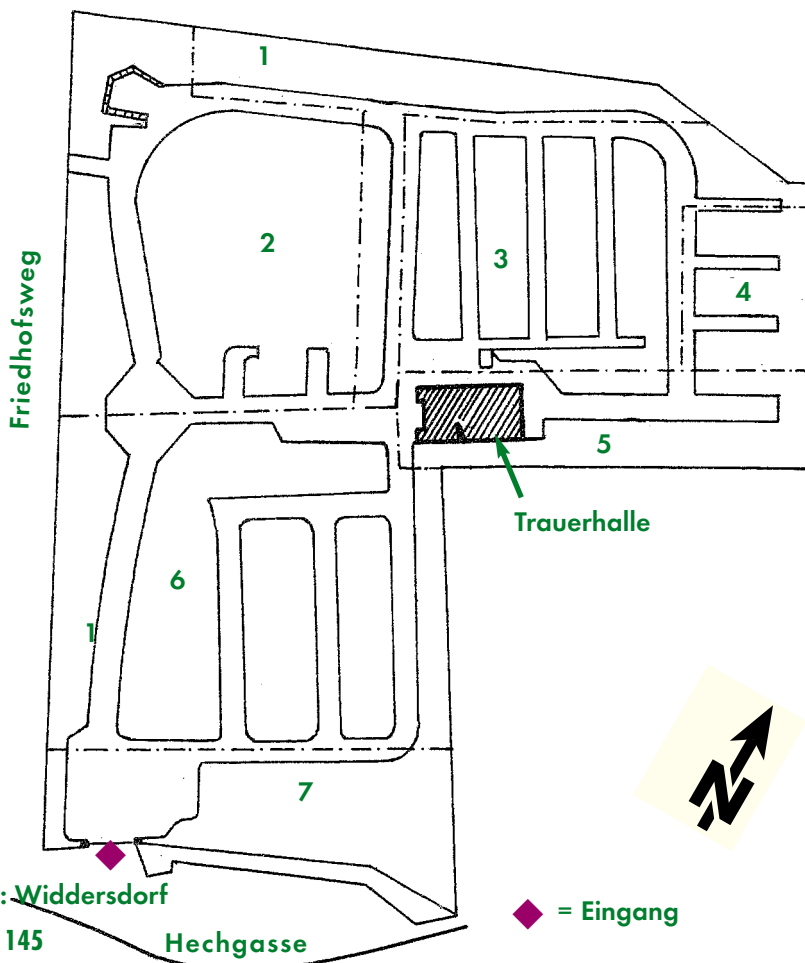 1
2
3
4
Friedhofsweg
5
Trauerhalle
6
1
7
: Widdersdorf
= Eingang
145
Hechgasse
N